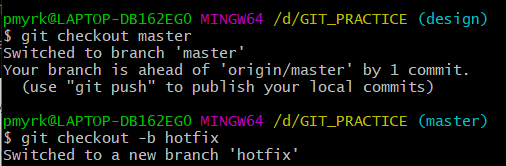 pmyrk@LAPTOP-DB162EGO MINGW64 /d/GIT_PRACTICE (design)
$ git checkout master
Switched to branch 'master'
Your branch is ahead of 'origin/master' by 1 commit.
  (use "git push" to publish your local commits)
pmyrk@LAPTOP-DB162EGO MINGW64 /d/GIT_PRACTICE (master)
$ git checkout -b hotfix
Switched to a new branch 'hotfix'